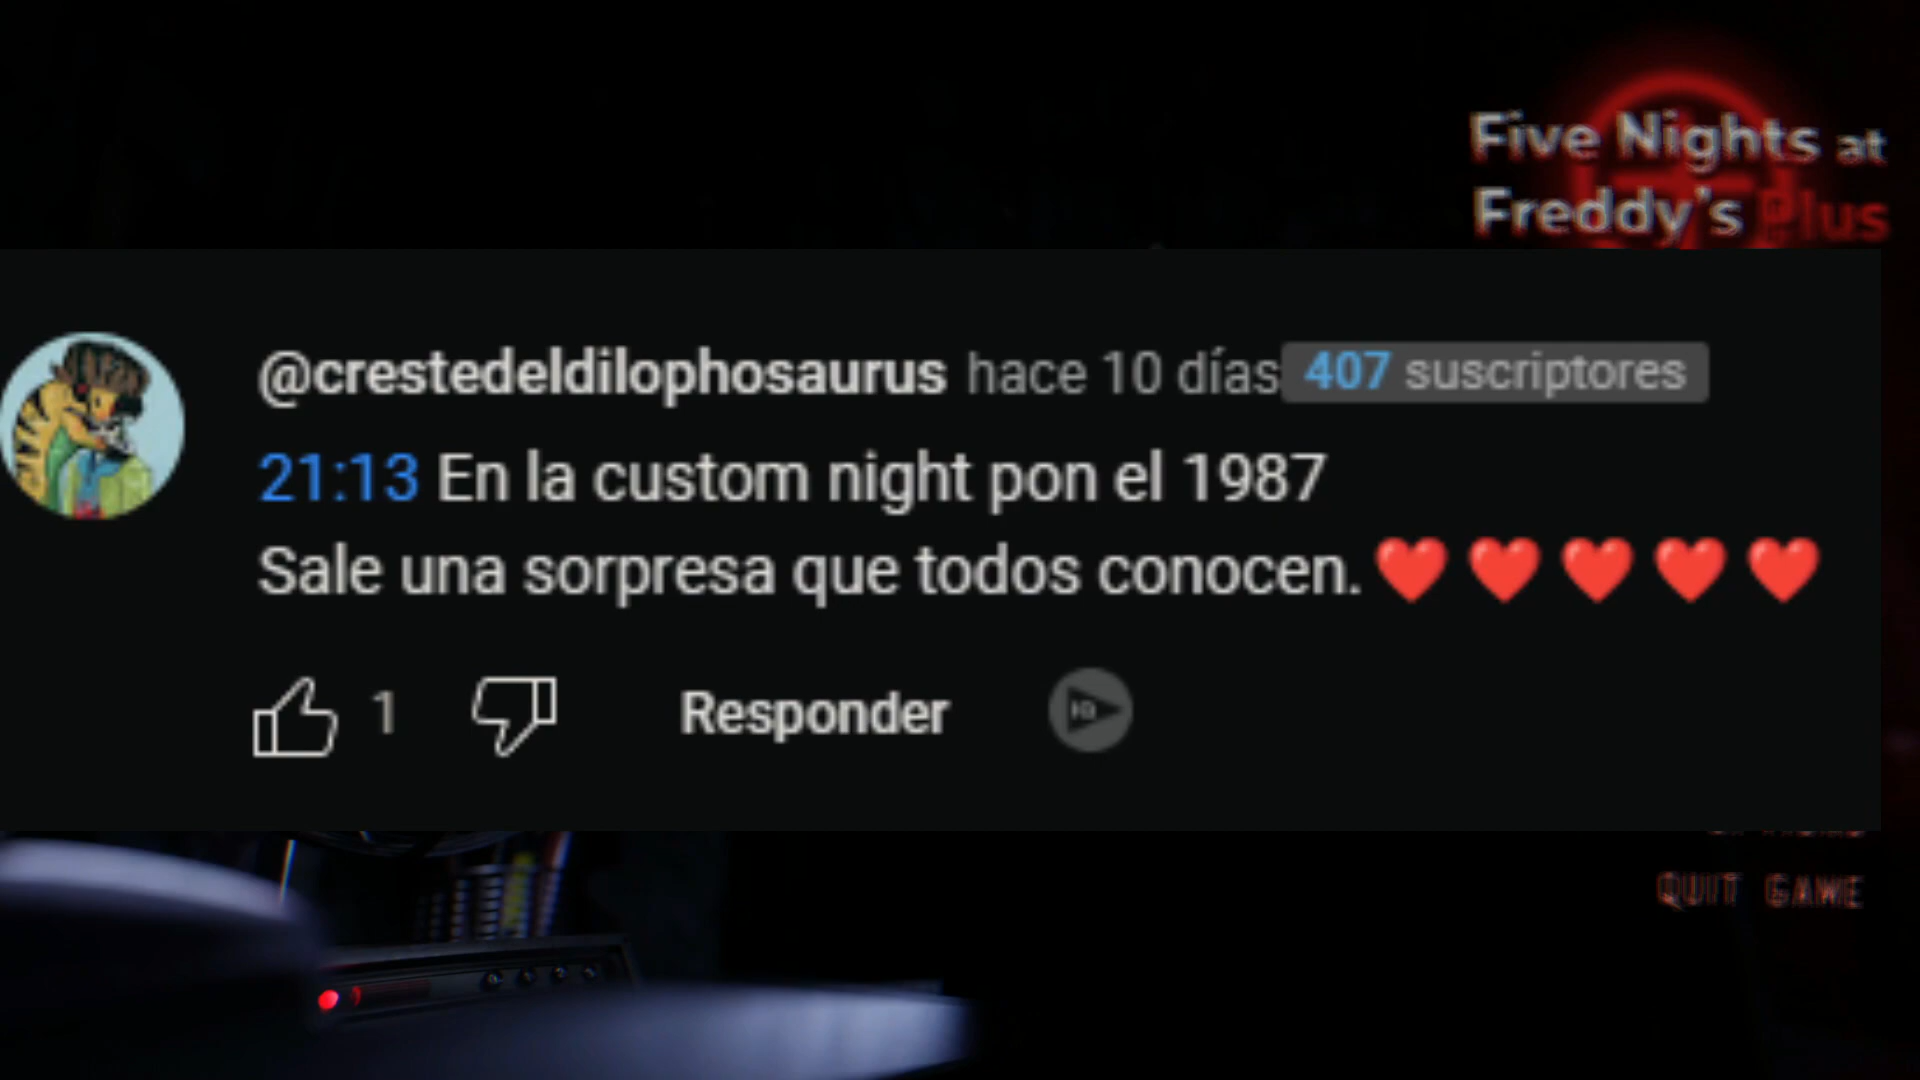 Five Nights at
Freddy's Plus
@crestedeldilophosaurus hace 10 días 407 suscriptores
21:13 En la custom night pon el 1987
Sale una sorpresa que todos conocen.❤️❤️❤️❤️❤️
1 Responder
QUIT GAME